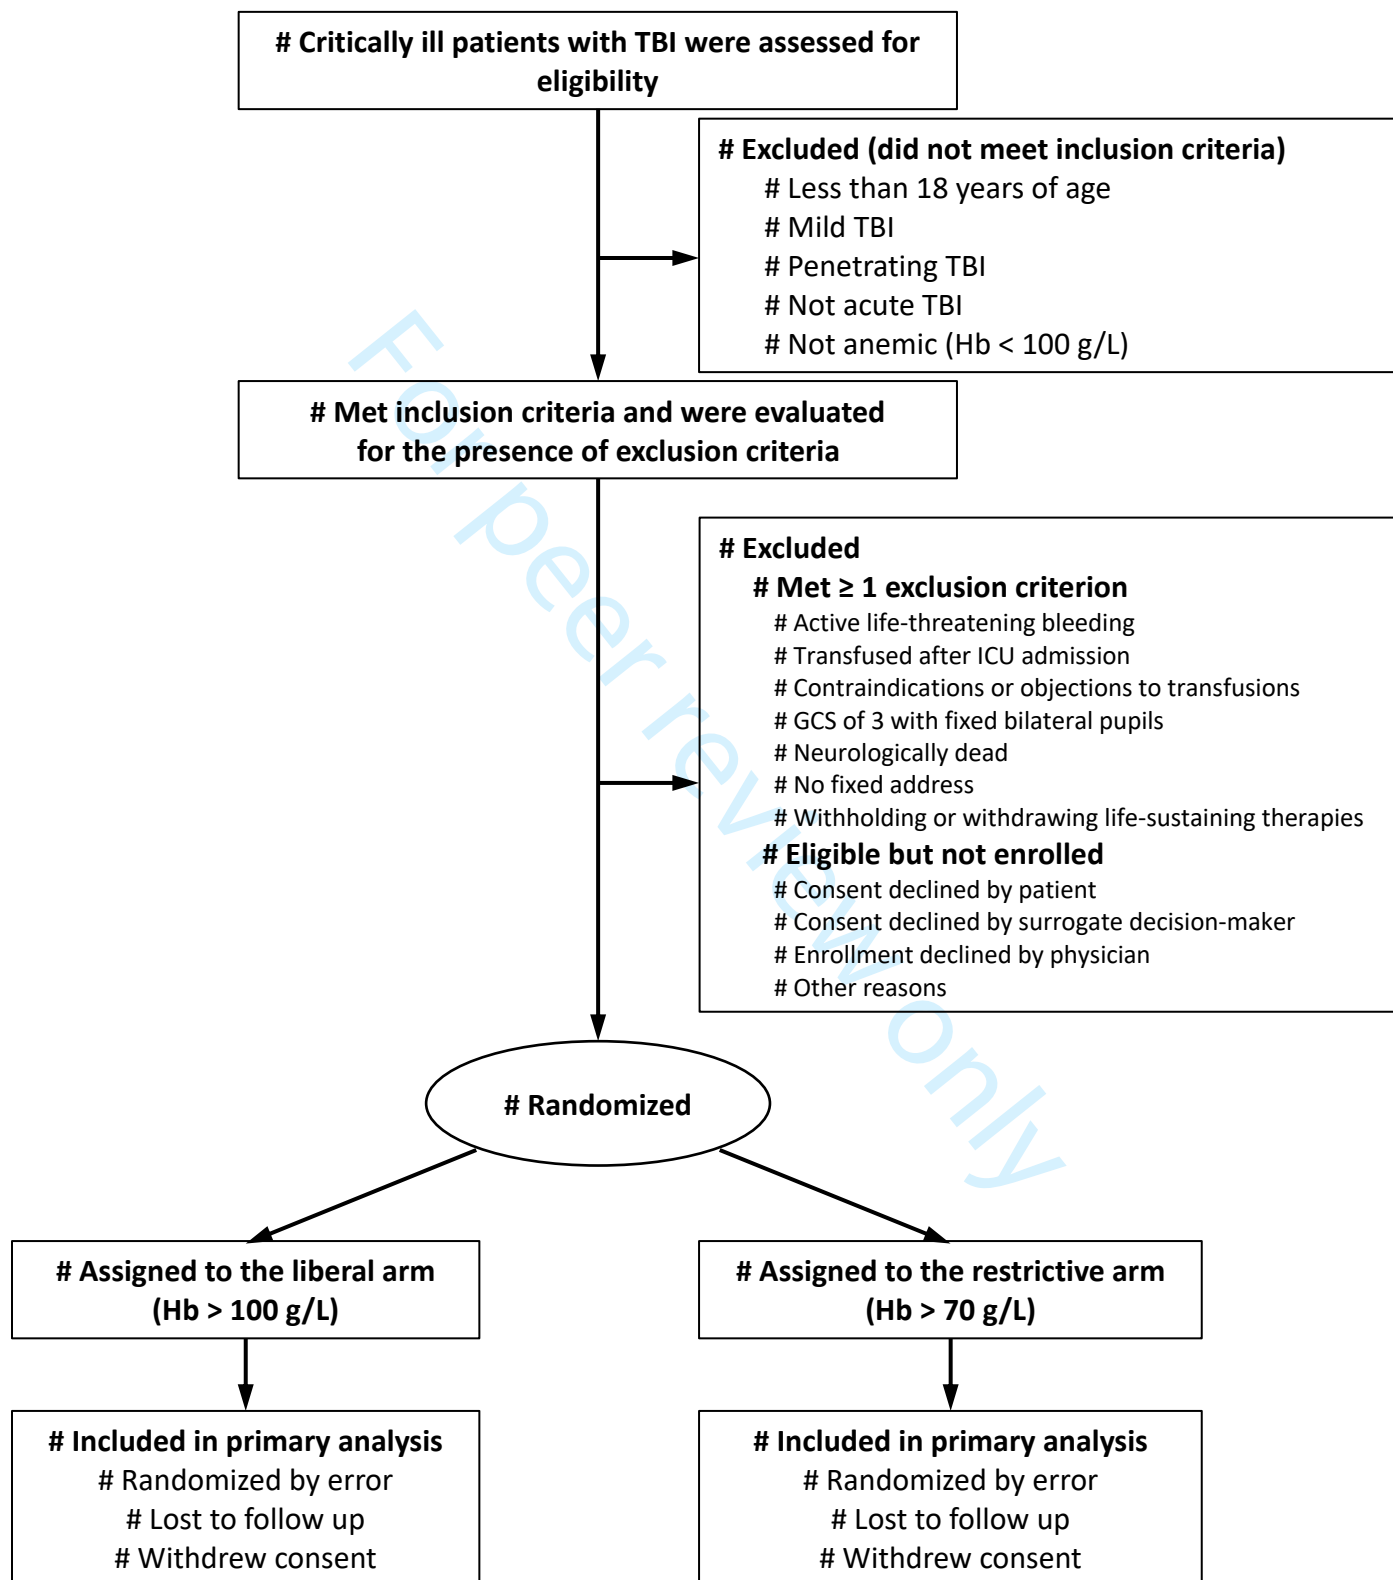 # Critically ill patients with TBI were assessed for
eligibility
# Excluded (did not meet inclusion criteria)
# Less than 18 years of age
# Mild TBI
# Penetrating TBI
# Not acute TBI
# Not anemic (Hb < 100 g/L)
# Met inclusion criteria and were evaluated
for the presence of exclusion criteria
# Excluded
# Met ≥ 1 exclusion criterion
# Active life-threatening bleeding
# Transfused after ICU admission
# Contraindications or objections to transfusions
# GCS of 3 with fixed bilateral pupils
# Neurologically dead
# No fixed address
# Withholding or withdrawing life-sustaining therapies
# Eligible but not enrolled
# Consent declined by patient
# Consent declined by surrogate decision-maker
# Enrollment declined by physician
# Other reasons
# Randomized
# Assigned to the liberal arm
(Hb > 100 g/L)
# Assigned to the restrictive arm
(Hb > 70 g/L)
# Included in primary analysis
# Randomized by error
# Lost to follow up
# Withdrew consent
# Included in primary analysis
# Randomized by error
# Lost to follow up
# Withdrew consent
For peer review only